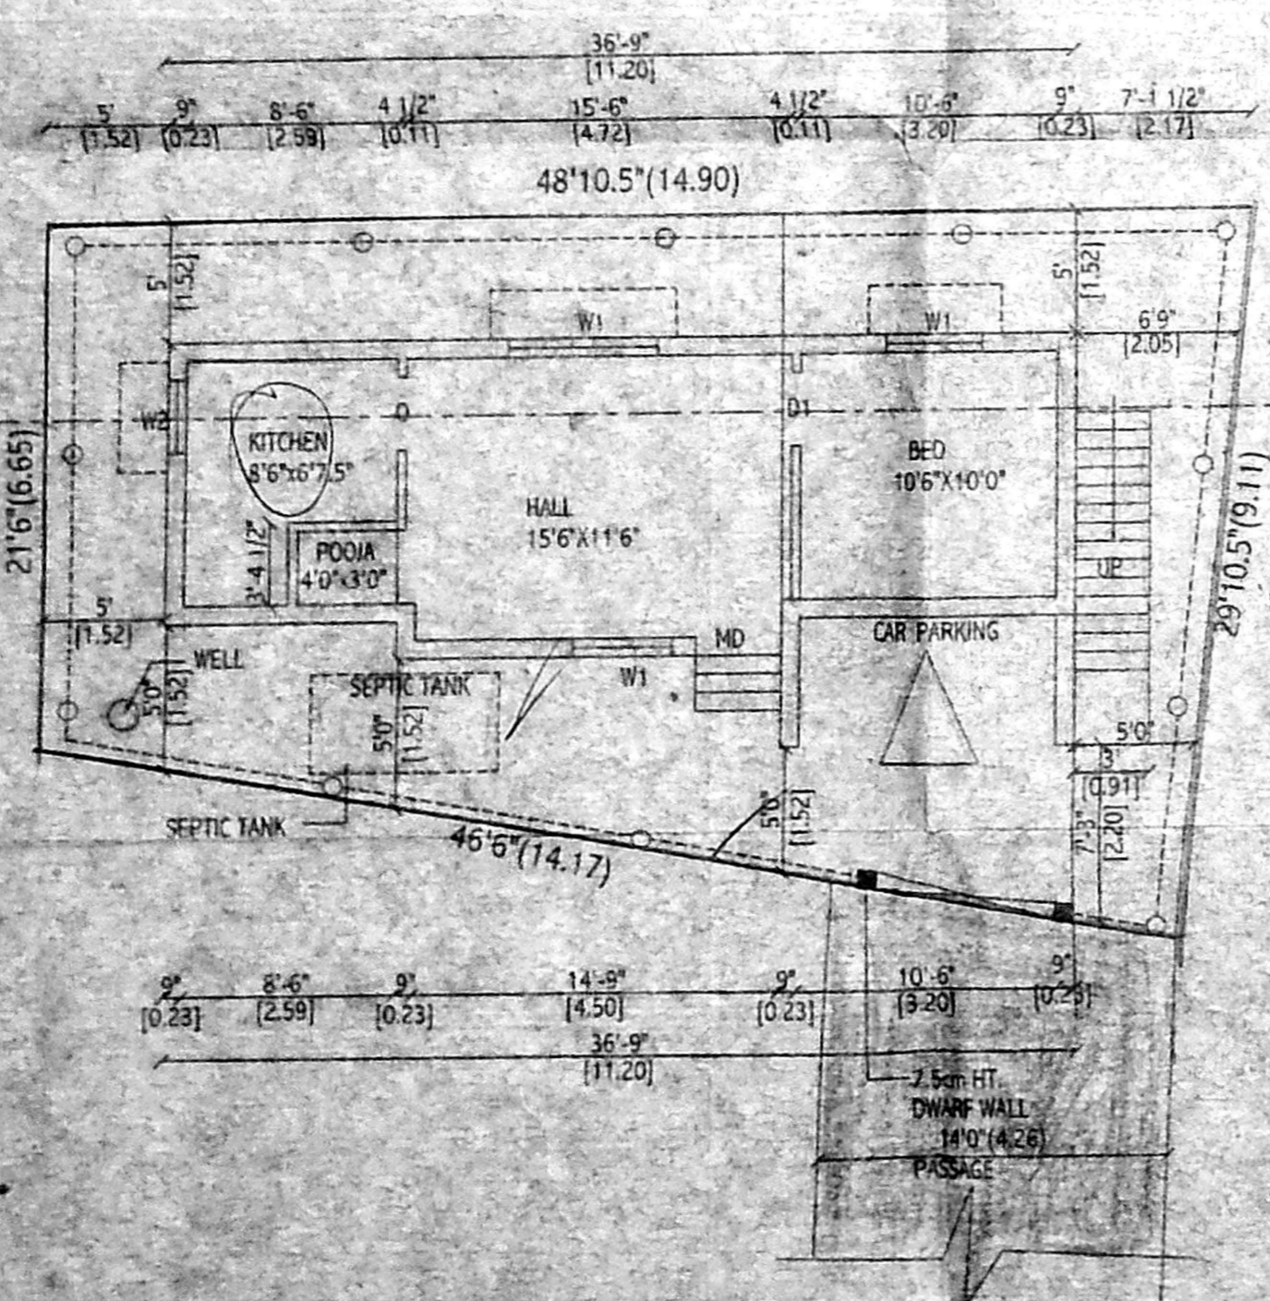 36'-9"
[11.20]
5' 9" 8'-6" 4 1/2" 15'-6" 4 1/2" 10'-6" 9" 7'-1 1/2"
[1.52] [0.23] [2.59] [0.11] [4.72] [0.11] [3.20] [0.23] [2.17]
48'10.5"(14.90)
5'
[1.52]
5'
[1.52]
W1
W1
6'9"
[2.05]
W2
D
D1
KITCHEN
8'6"x6'7.5"
BED
10'6"X10'0"
HALL
15'6"X11'6"
21'6"(6.65)
29'10.5"(9.11)
3'-4 1/2"
POOJA
4'0"x3'0"
UP
5'
[1.52]
CAR PARKING
MD
WELL
5'0"
[1.52]
SEPTIC TANK
W1
5'0"
[1.52]
5'0"
3'
[0.91]
5'0"
[1.52]
7'-3"
[2.20]
SEPTIC TANK
46'6"(14.17)
9" 8'-6" 9" 14'-9" 9" 10'-6" 9"
[0.23] [2.59] [0.23] [4.50] [0.23] [3.20] [0.23]
36'-9"
[11.20]
7.5cm HT.
DWARF WALL
14'0"(4.26)
PASSAGE